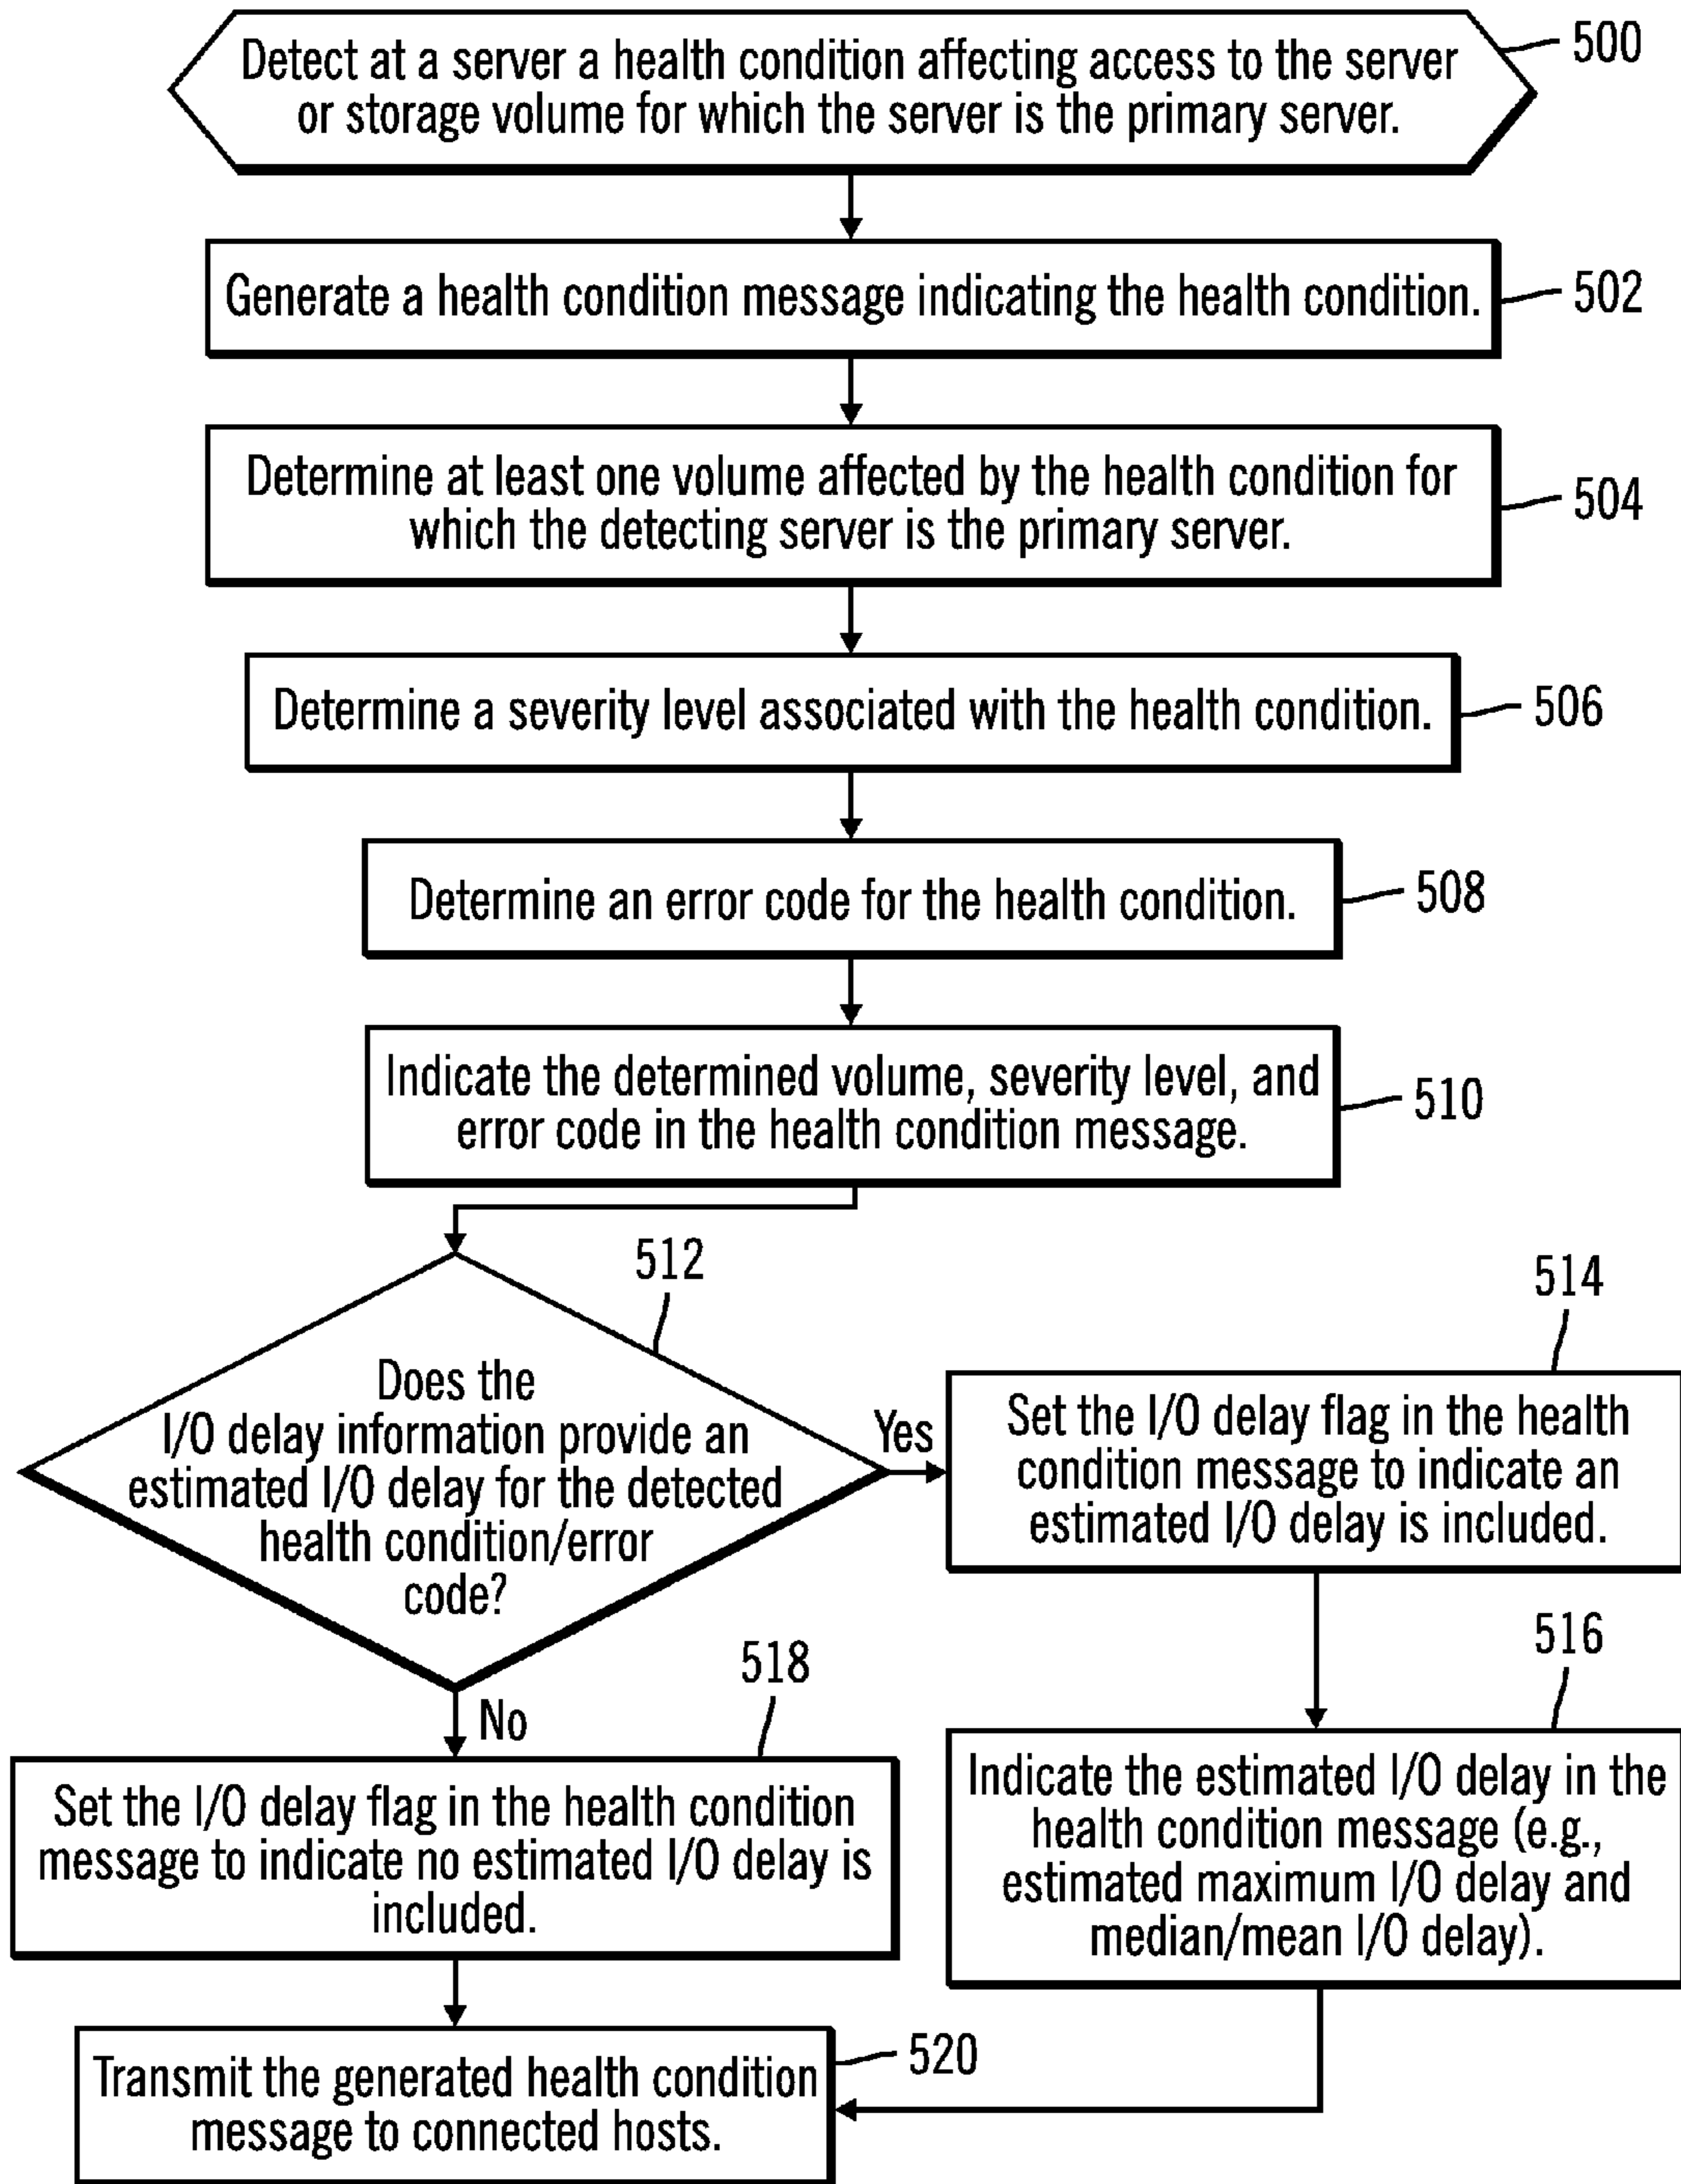 Detect at a server a health condition affecting access to the server
or storage volume for which the server is the primary server.
500
Generate a health condition message indicating the health condition.
502
Determine at least one volume affected by the health condition for
which the detecting server is the primary server.
504
Determine a severity level associated with the health condition.
506
Determine an error code for the health condition.
508
Indicate the determined volume, severity level, and
error code in the health condition message.
510
512
Does the
I/O delay information provide an
estimated I/O delay for the detected
health condition/error
code?
Yes
No
514
Set the I/O delay flag in the health
condition message to indicate an
estimated I/O delay is included.
516
Indicate the estimated I/O delay in the
health condition message (e.g.,
estimated maximum I/O delay and
median/mean I/O delay).
518
Set the I/O delay flag in the health condition
message to indicate no estimated I/O delay is
included.
520
Transmit the generated health condition
message to connected hosts.